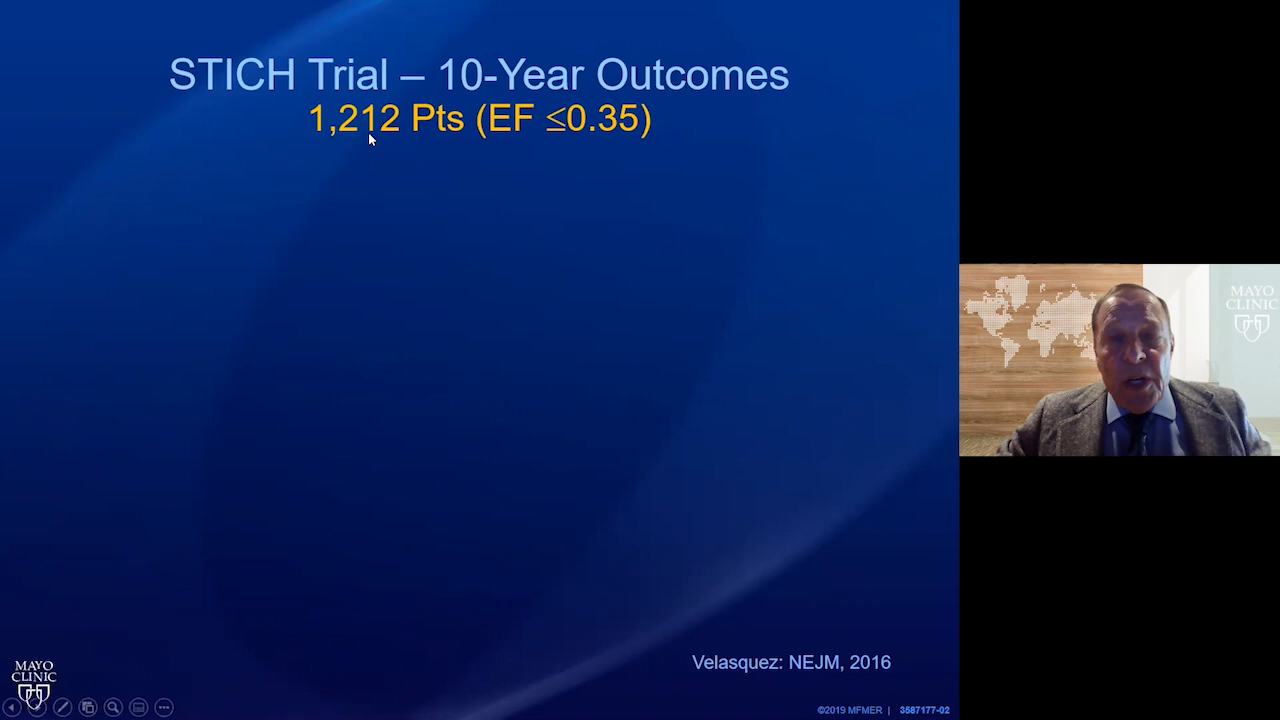 STICH Trial – 10-Year Outcomes
1,212 Pts (EF ≤0.35)
MAYO
CLINIC
Velasquez: NEJM, 2016
MAYO
CLINIC
©2019 MFMER | 3587177-02